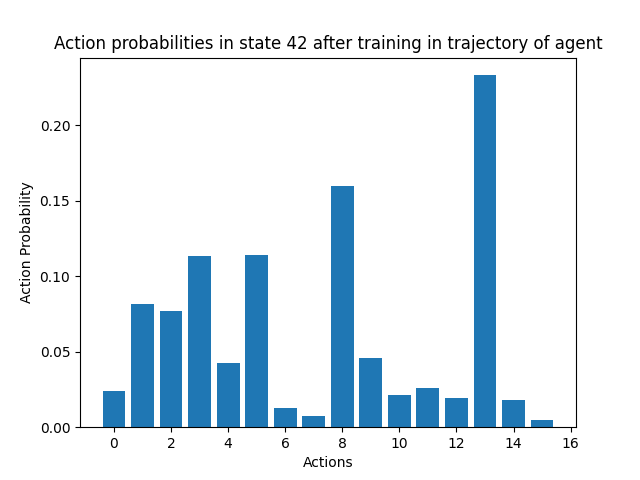 Action probabilities in state 42 after training in trajectory of agent
0.20
0.15
0.10
0.05
0.00
Action Probability
0 2 4 6 8 10 12 14 16
Actions